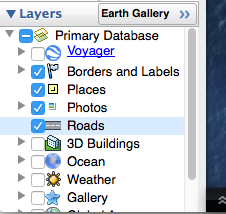 Layers Earth Gallery >>
Primary Database
Voyager
Borders and Labels
Places
Photos
Roads
3D Buildings
Ocean
Weather
Gallery